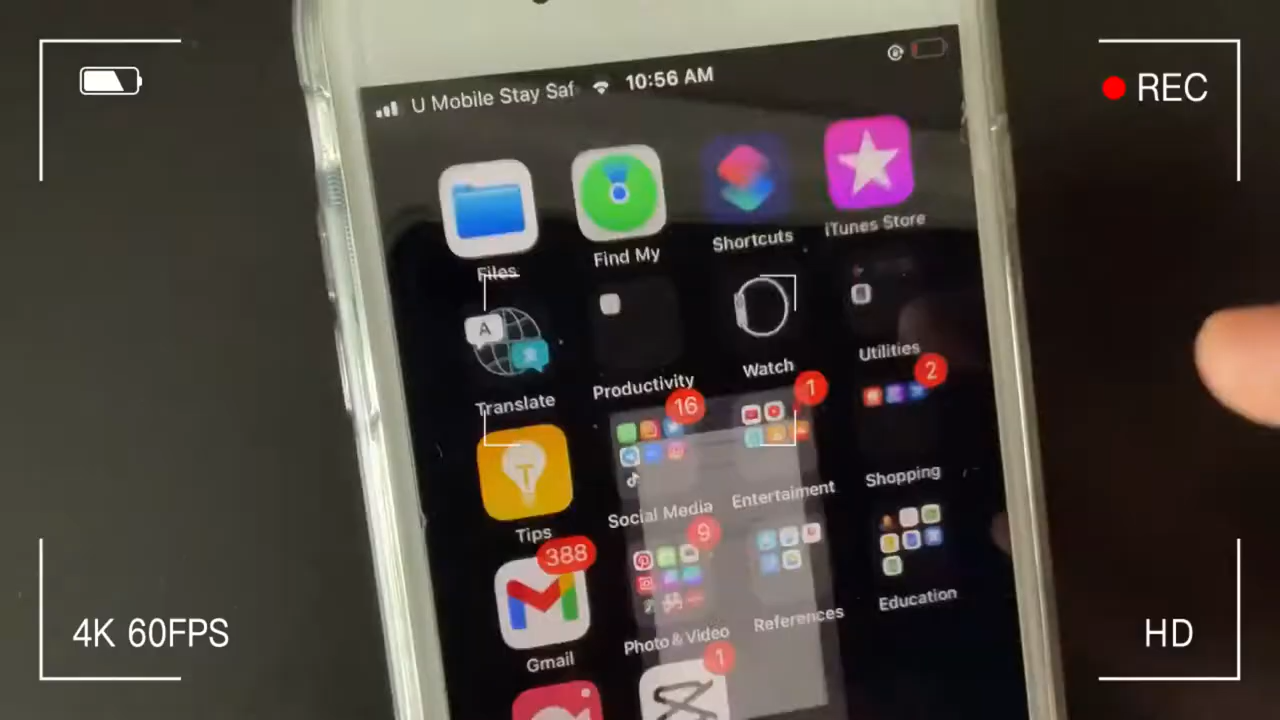 REC
U Mobile Stay Saf
10:56 AM
Files
Find My
Shortcuts
iTunes Store
A
Translate
Productivity
Watch
Utilities
T
Tips
16
Social Media
1
Entertaiment
2
Shopping
388
Gmail
9
Photo & Video
References
Education
1
4K 60FPS
HD